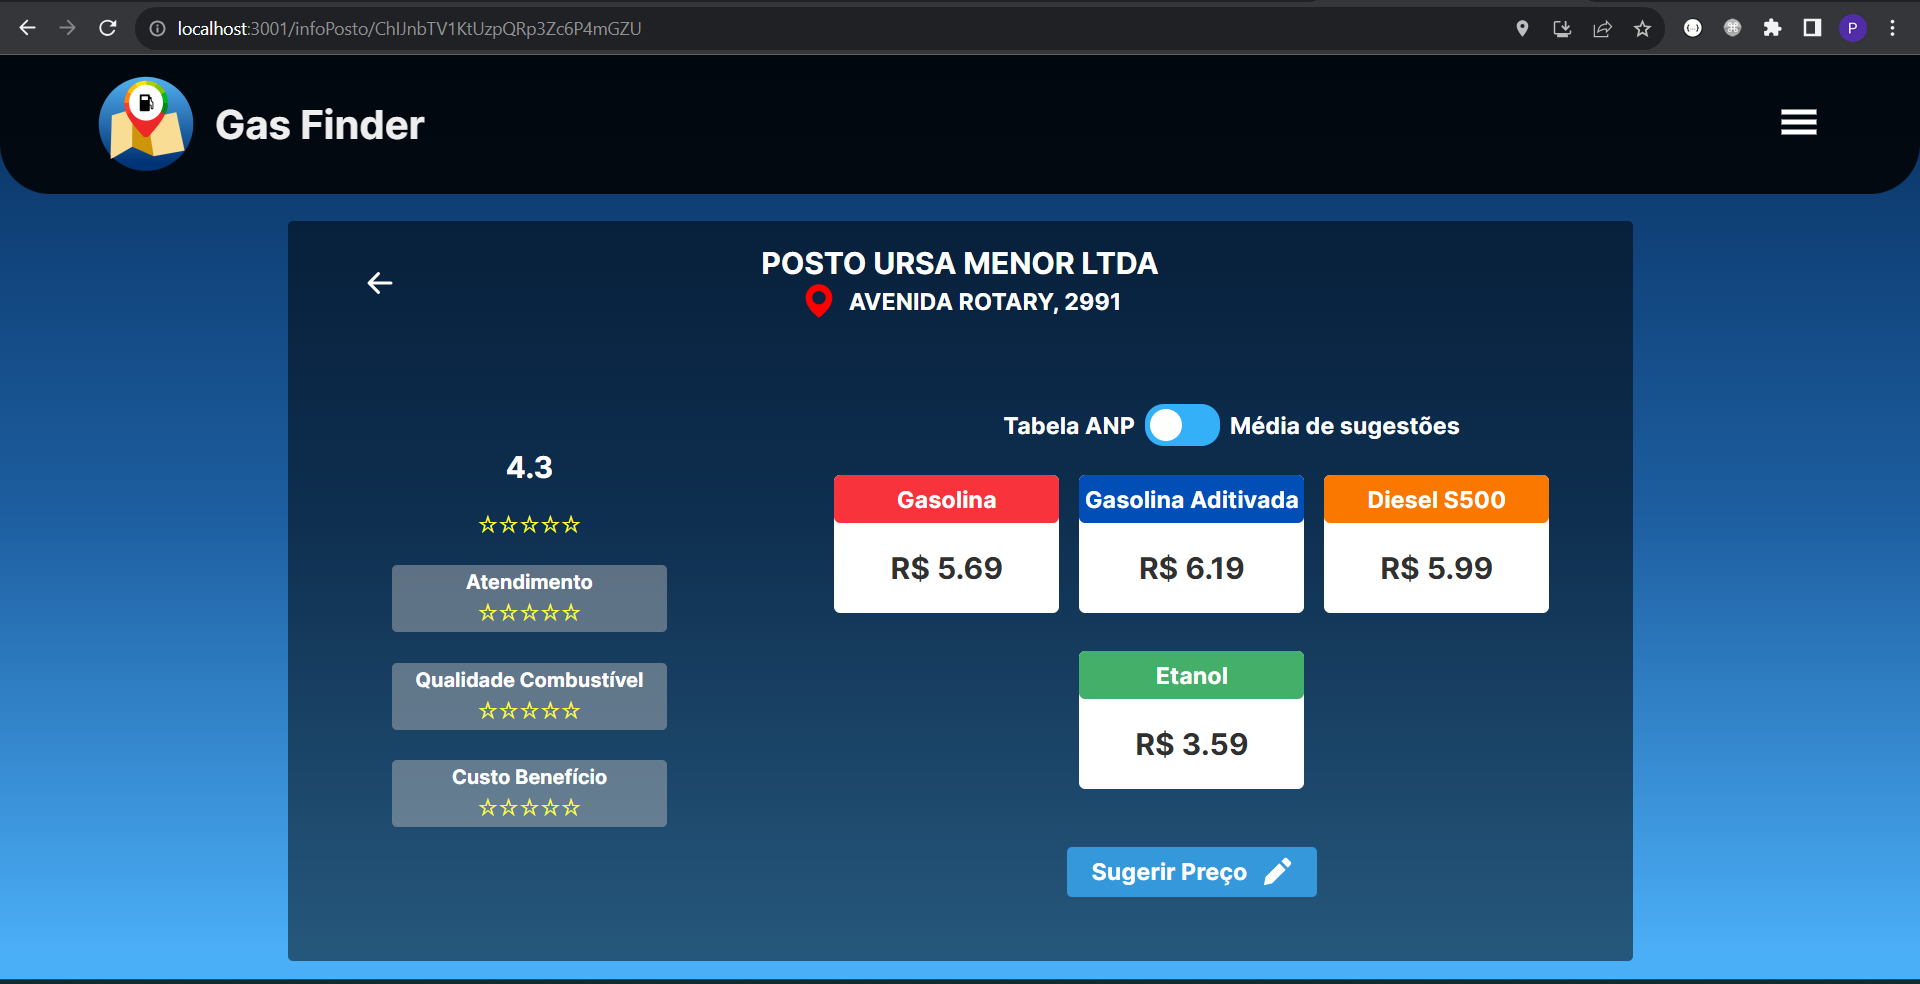 localhost:3001/infoPosto/ChIJnbTV1KtUzpQRp3Zc6P4mGZU
P
Gas Finder
POSTO URSA MENOR LTDA
AVENIDA ROTARY, 2991
Tabela ANP Média de sugestões
4.3
Atendimento
Qualidade Combustível
Custo Benefício
Gasolina
R$ 5.69
Gasolina Aditivada
R$ 6.19
Diesel S500
R$ 5.99
Etanol
R$ 3.59
Sugerir Preço